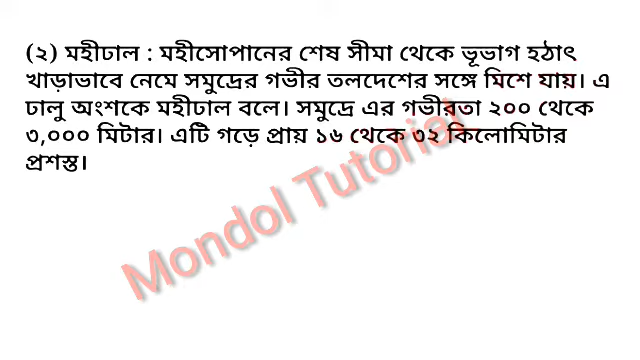 (২) মহীঢাল : মহীসোপানের শেষ সীমা থেকে ভূভাগ হঠাৎ
খাড়াভাবে নেমে সমুদ্রের গভীর তলদেশের সঙ্গে মিশে যায়। এ
ঢালু অংশকে মহীঢাল বলে। সমুদ্রে এর গভীরতা ২০০ থেকে
৩,০০০ মিটার। এটি গড়ে প্রায় ১৬ থেকে ৩২ কিলোমিটার
প্রশস্ত।
Mondol Tutoriel